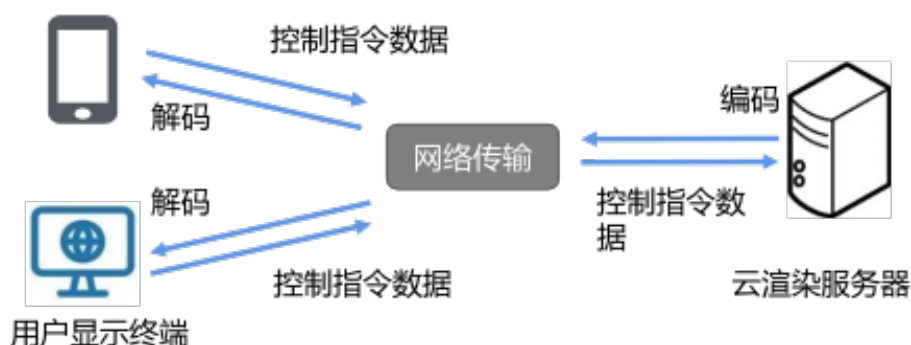 控制指令数据
解码
编码
网络传输
解码
控制指令数
据
控制指令数据
云渲染服务器
用户显示终端